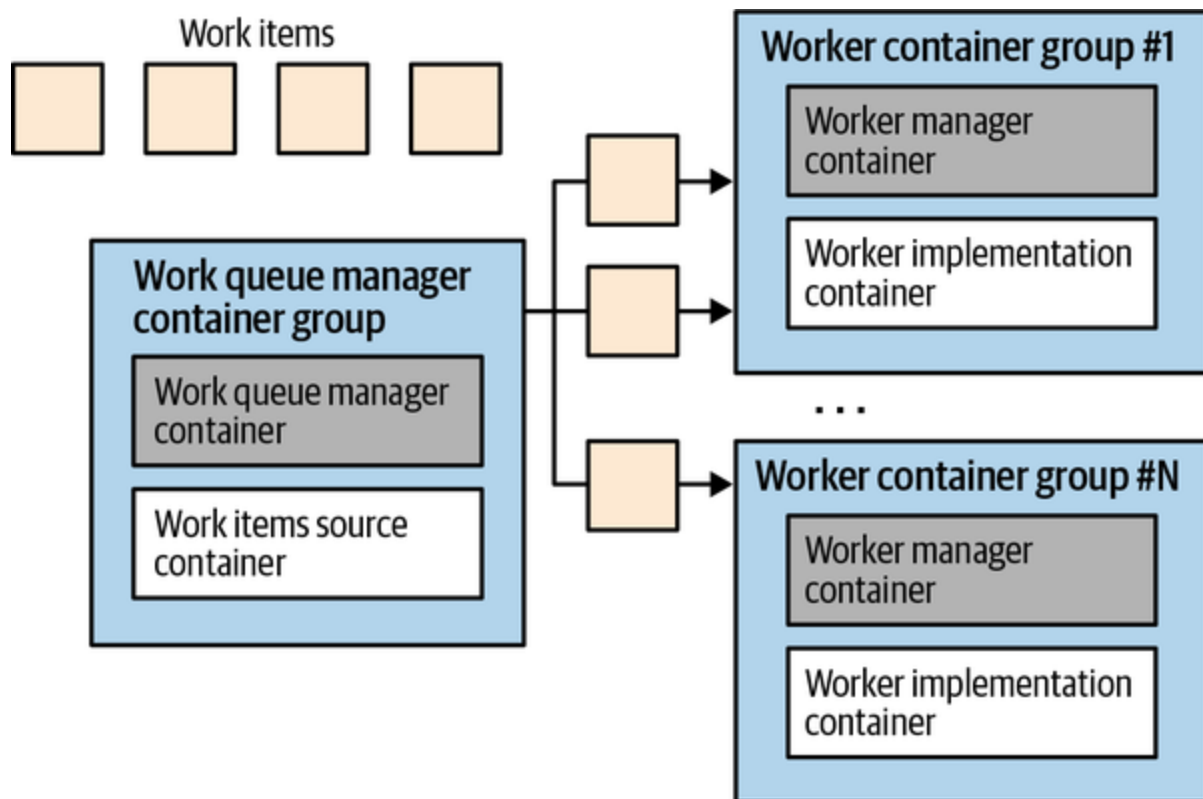 Work items
Worker container group #1
Worker manager
container
Worker implementation
container
Work queue manager
container group
Work queue manager
container
Work items source
container
...
Worker container group #N
Worker manager
container
Worker implementation
container